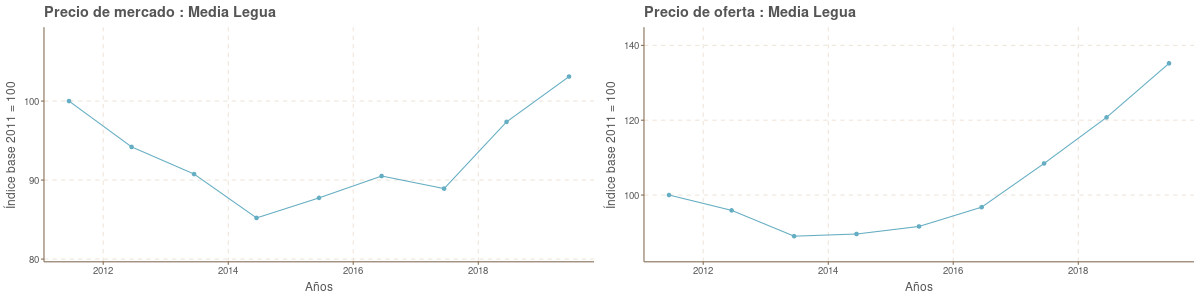 Precio de mercado : Media Legua
Índice base 2011 = 100
100
90
80
2012
2014
2016
2018
Años
Precio de oferta : Media Legua
Índice base 2011 = 100
140
120
100
2012
2014
2016
2018
Años